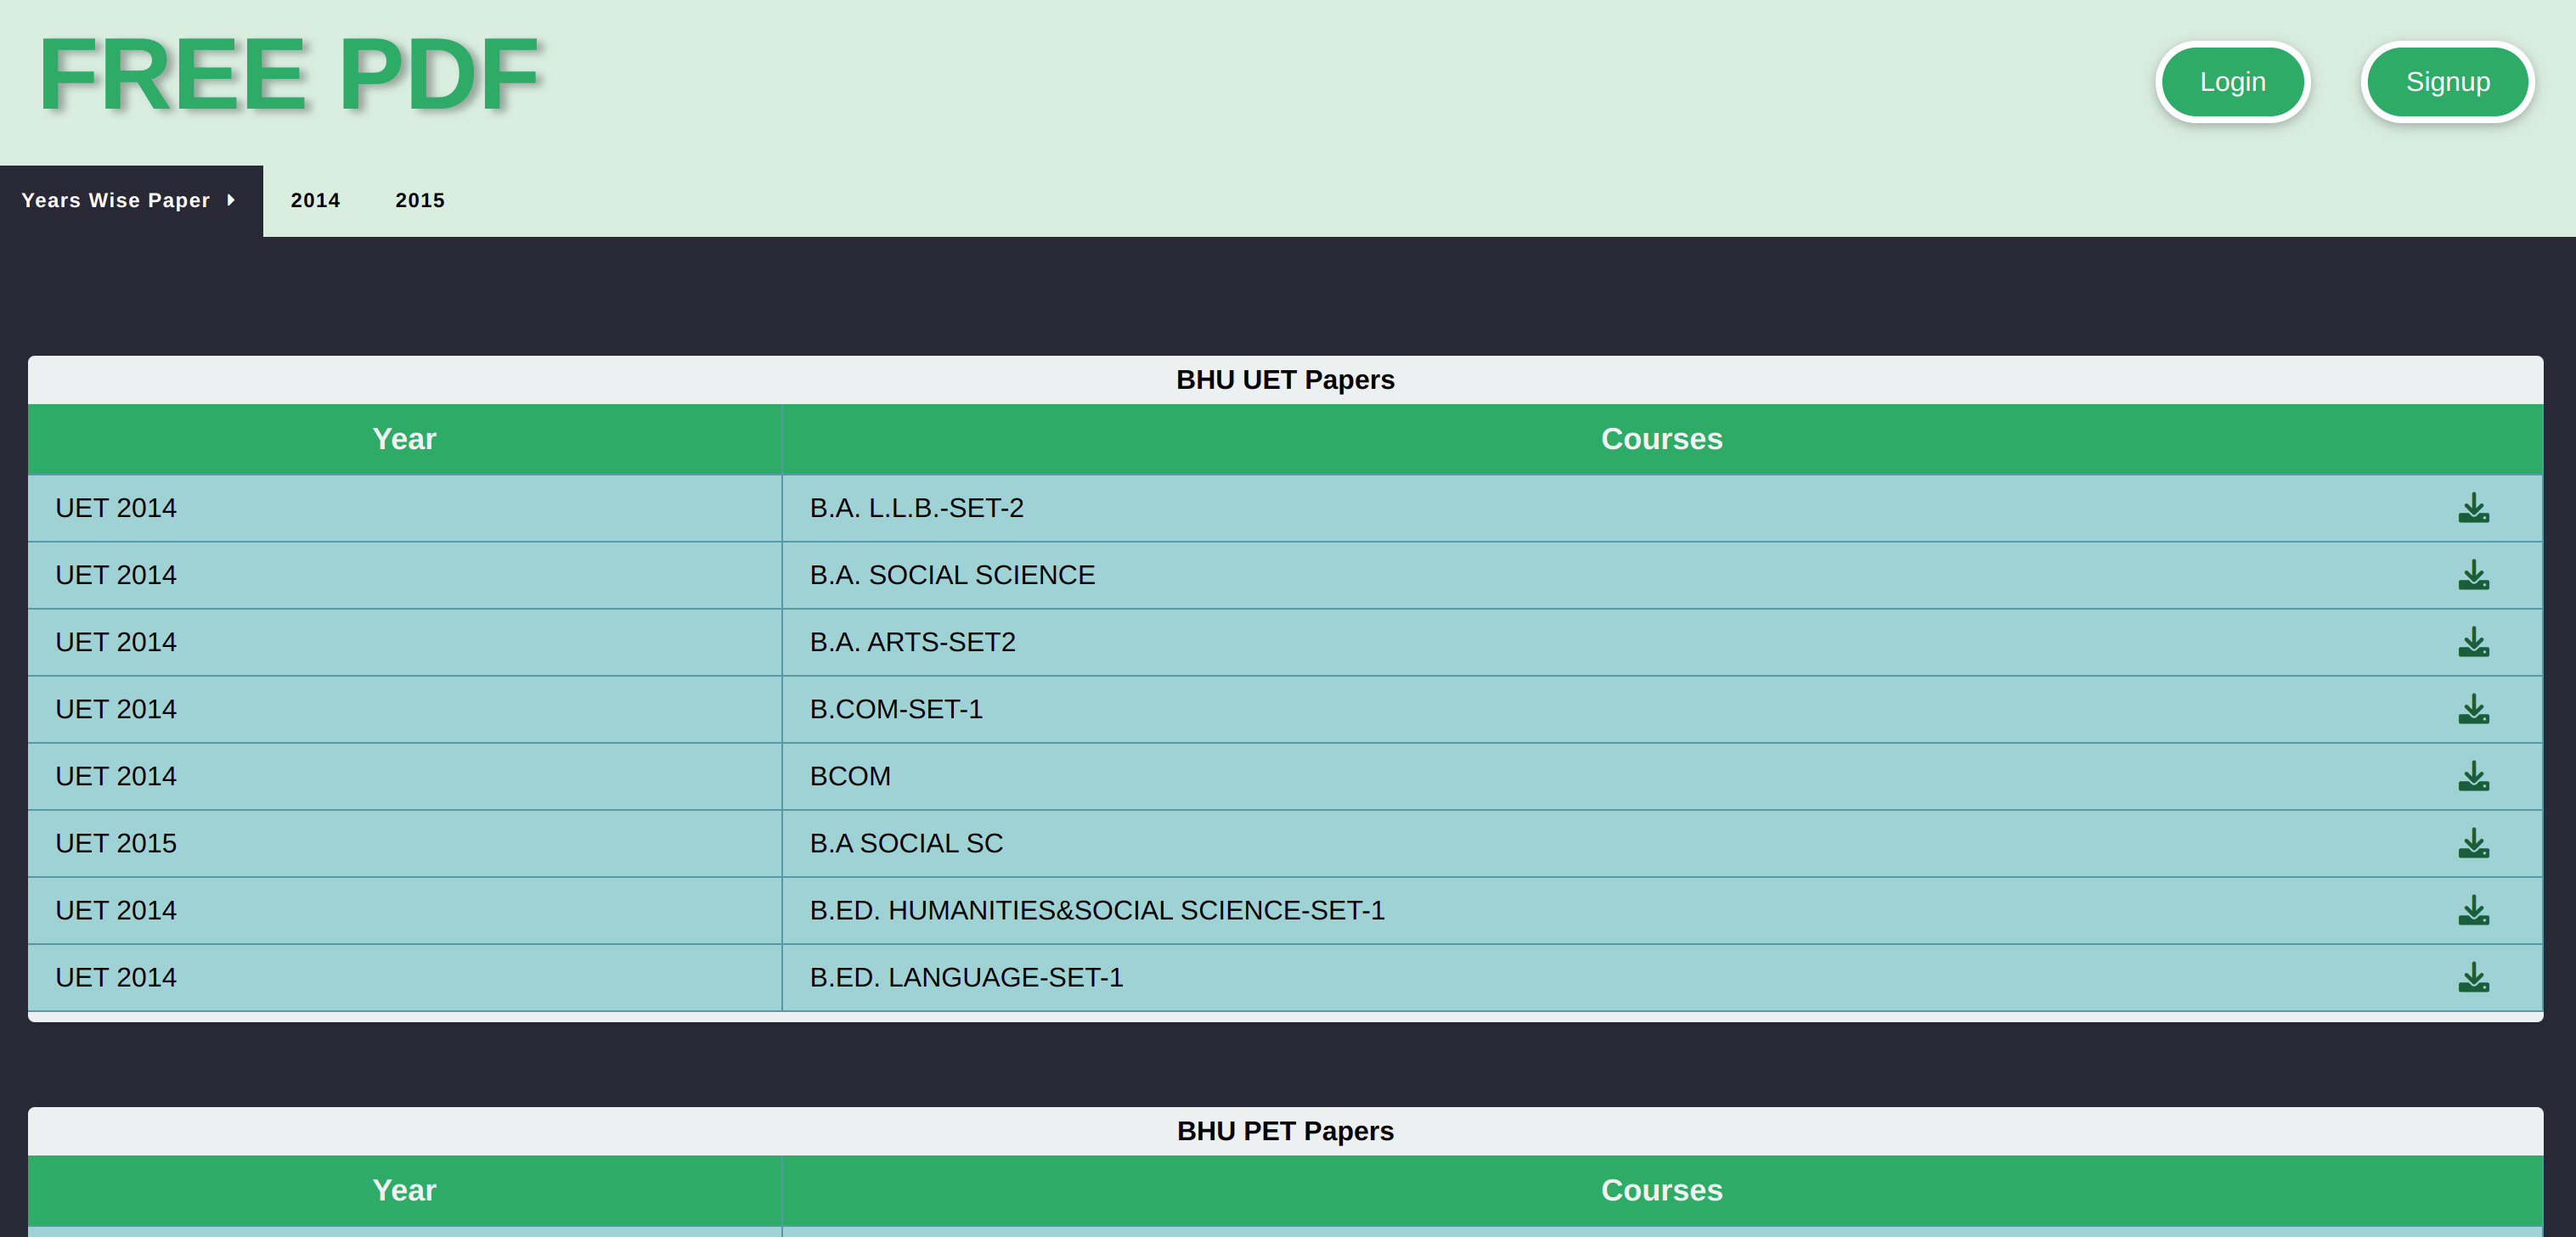 FREE PDF
Login Signup
Years Wise Paper 2014 2015
BHU UET Papers
Year Courses
UET 2014 B.A. L.L.B.-SET-2
UET 2014 B.A. SOCIAL SCIENCE
UET 2014 B.A. ARTS-SET2
UET 2014 B.COM-SET-1
UET 2014 BCOM
UET 2015 B.A SOCIAL SC
UET 2014 B.ED. HUMANITIES&SOCIAL SCIENCE-SET-1
UET 2014 B.ED. LANGUAGE-SET-1
BHU PET Papers
Year Courses